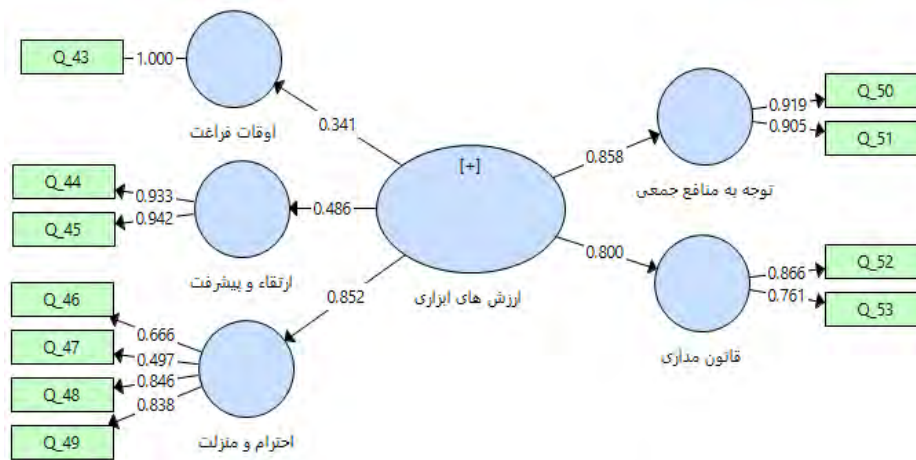 Q_43
1.000
اوقات فراغت
0.341
Q_44
0.933
Q_45
0.942
ارتقاء و پیشرفت
0.486
Q_46
0.666
Q_47
0.497
Q_48
0.846
Q_49
0.838
احترام و منزلت
0.852
[+]
ارزش های ابزاری
0.858
توجه به منافع جمعی
0.919
Q_50
0.905
Q_51
0.800
قانون مداری
0.866
Q_52
0.761
Q_53